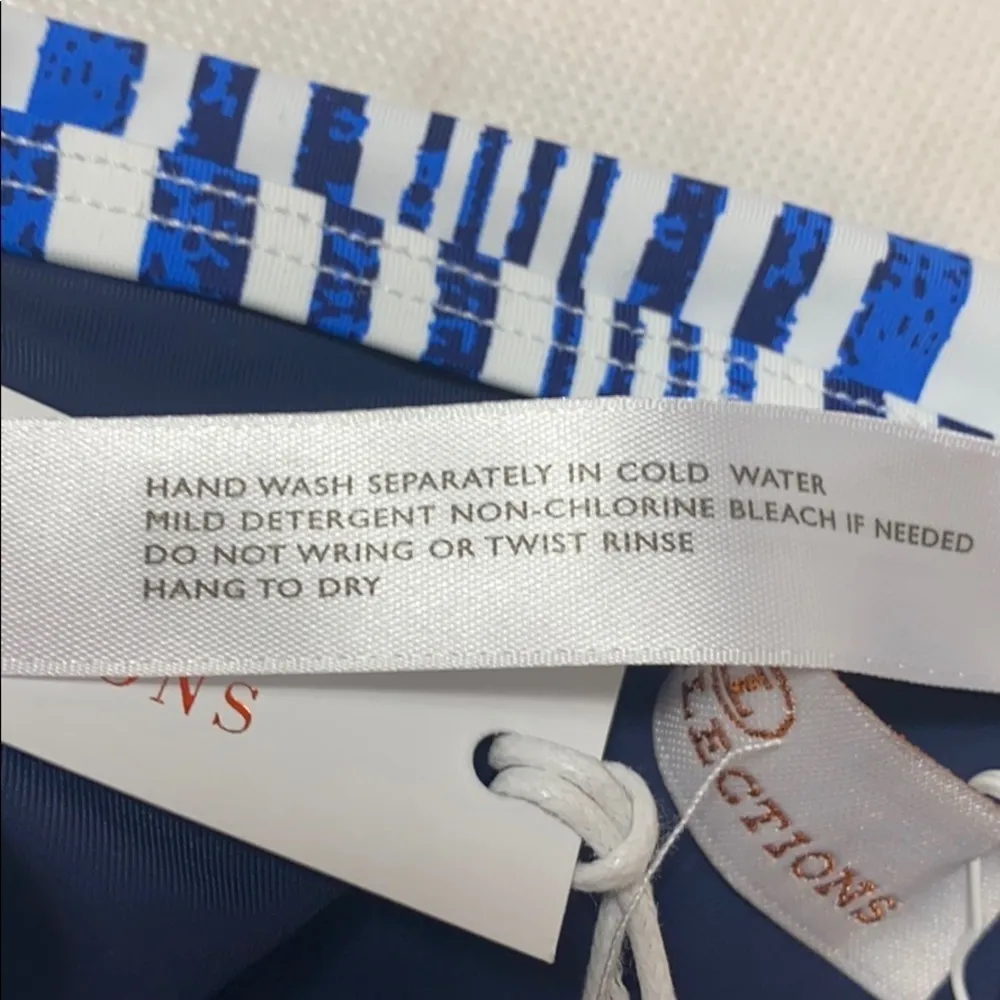 HAND WASH SEPARATELY IN COLD WATER
MILD DETERGENT NON-CHLORINE BLEACH IF NEEDED
DO NOT WRING OR TWIST RINSE
HANG TO DRY
ONS
LECTIONS